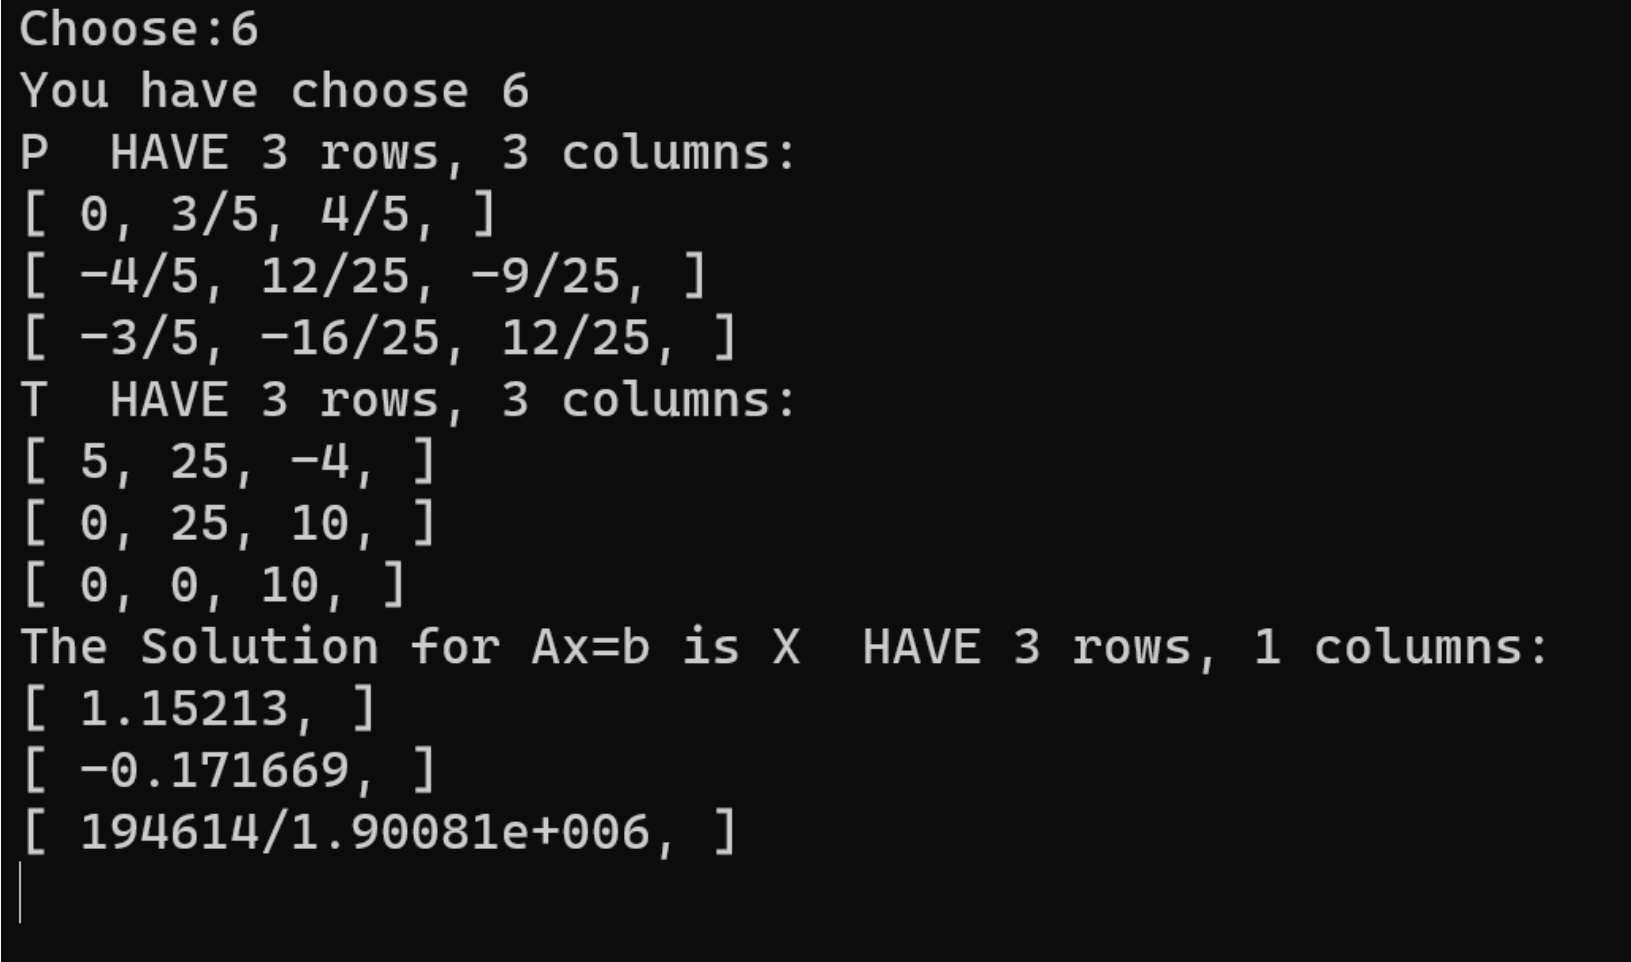 Choose:6
You have choose 6
P  HAVE 3 rows, 3 columns:
[ 0, 3/5, 4/5, ]
[ −4/5, 12/25, −9/25, ]
[ −3/5, −16/25, 12/25, ]
T  HAVE 3 rows, 3 columns:
[ 5, 25, −4, ]
[ 0, 25, 10, ]
[ 0, 0, 10, ]
The Solution for Ax=b is X  HAVE 3 rows, 1 columns:
[ 1.15213, ]
[ −0.171669, ]
[ 194614/1.90081e+006, ]